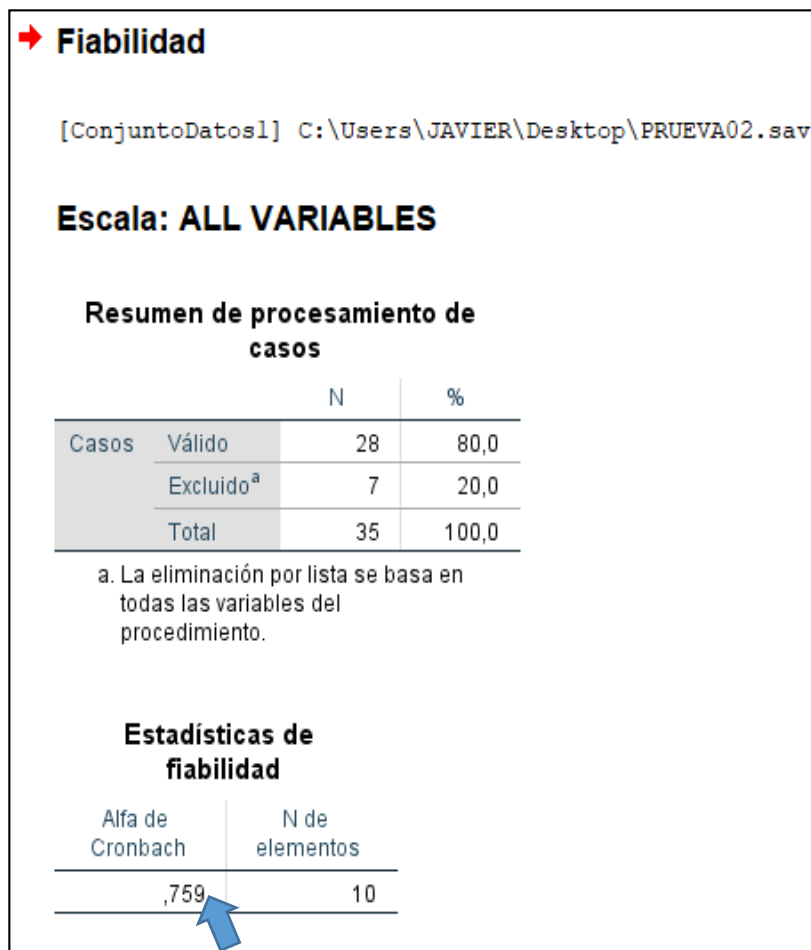 Fiabilidad
[ConjuntoDatos1] C:\Users\JAVIER\Desktop\PRUEVA02.sav
Escala: ALL VARIABLES
Resumen de procesamiento de
casos
N %
Casos Válido 28 80,0
Excluidoa 7 20,0
Total 35 100,0
a. La eliminación por lista se basa en
todas las variables del
procedimiento.
Estadísticas de
fiabilidad
Alfa de N de
Cronbach elementos
,759 10